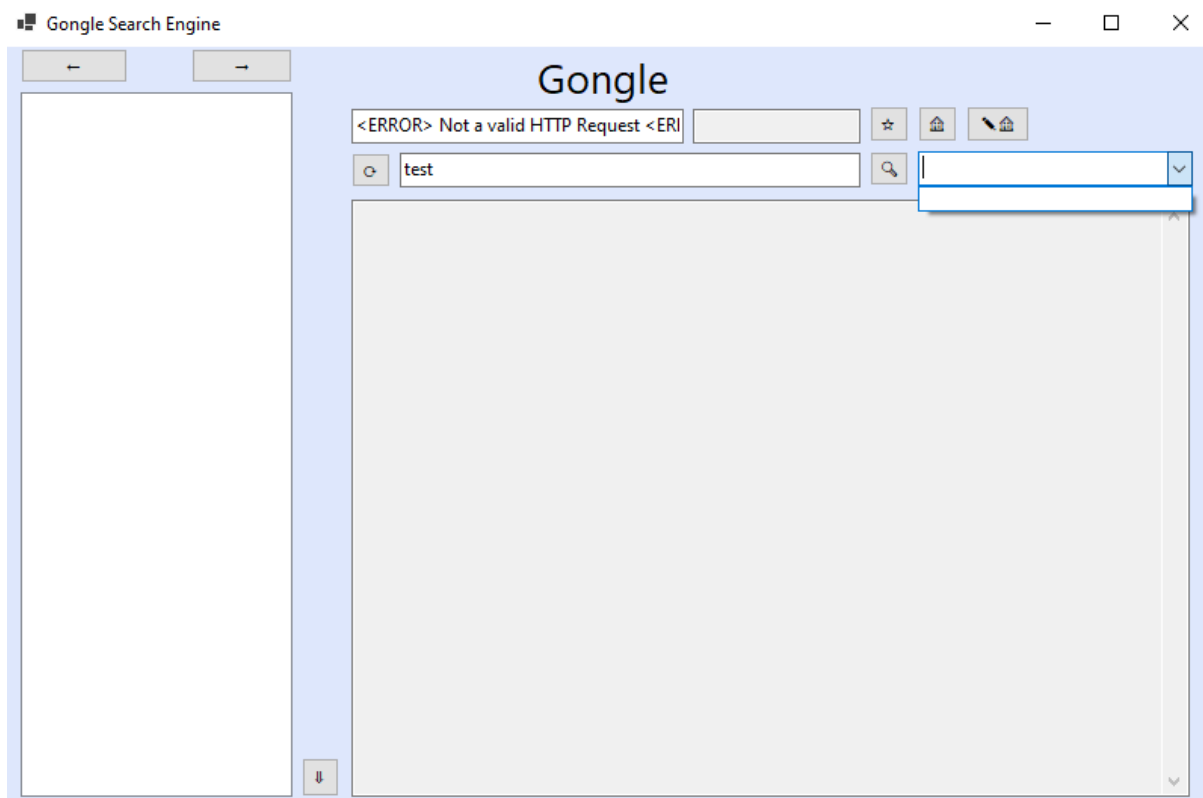 Gongle Search Engine
← →
Gongle
<ERROR> Not a valid HTTP Request <ERI
test
⇓